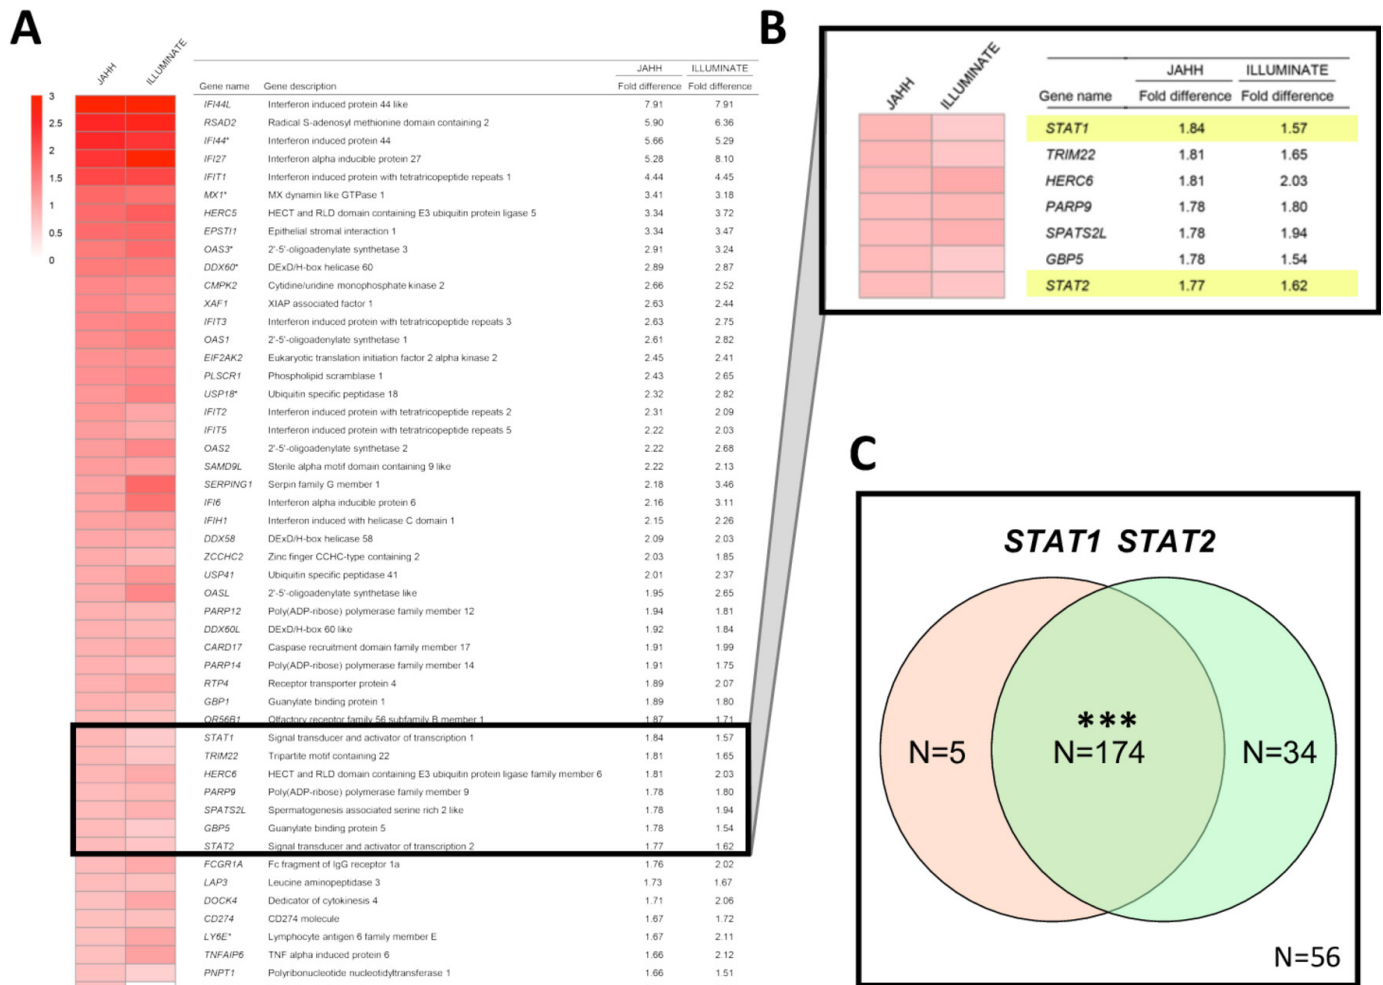 A
JAHH ILLUMINATE
3
2.5
2
1.5
1
0.5
0
JAHH ILLUMINATE
Gene name Gene description Fold difference Fold difference
IFI44L Interferon induced protein 44 like 7.91 7.91
RSAD2 Radical S-adenosyl methionine domain containing 2 5.90 6.36
IFI44* Interferon induced protein 44 5.66 5.29
IFI27 Interferon alpha inducible protein 27 5.28 8.10
IFIT1 Interferon induced protein with tetratricopeptide repeats 1 4.44 4.45
MX1* MX dynamin like GTPase 1 3.41 3.18
HERC5 HECT and RLD domain containing E3 ubiquitin protein ligase 5 3.34 3.72
EPSTI1 Epithelial stromal interaction 1 3.34 3.47
OAS3* 2'-5'-oligoadenylate synthetase 3 2.91 3.24
DDX60* DExD/H-box helicase 60 2.89 2.87
CMPK2 Cytidine/uridine monophosphate kinase 2 2.66 2.52
XAF1 XIAP associated factor 1 2.63 2.44
IFIT3 Interferon induced protein with tetratricopeptide repeats 3 2.63 2.75
OAS1 2'-5'-oligoadenylate synthetase 1 2.61 2.82
EIF2AK2 Eukaryotic translation initiation factor 2 alpha kinase 2 2.45 2.41
PLSCR1 Phospholipid scramblase 1 2.43 2.65
USP18* Ubiquitin specific peptidase 18 2.32 2.82
IFIT2 Interferon induced protein with tetratricopeptide repeats 2 2.31 2.09
IFIT5 Interferon induced protein with tetratricopeptide repeats 5 2.22 2.03
OAS2 2'-5'-oligoadenylate synthetase 2 2.22 2.68
SAMD9L Sterile alpha motif domain containing 9 like 2.22 2.13
SERPING1 Serpin family G member 1 2.18 3.46
IFI6 Interferon alpha inducible protein 6 2.16 3.11
IFIH1 Interferon induced with helicase C domain 1 2.15 2.26
DDX58 DExD/H-box helicase 58 2.09 2.03
ZCCHC2 Zinc finger CCHC-type containing 2 2.03 1.85
USP41 Ubiquitin specific peptidase 41 2.01 2.37
OASL 2'-5'-oligoadenylate synthetase like 1.95 2.65
PARP12 Poly(ADP-ribose) polymerase family member 12 1.94 1.81
DDX60L DExD/H-box 60 like 1.92 1.84
CARD17 Caspase recruitment domain family member 17 1.91 1.99
PARP14 Poly(ADP-ribose) polymerase family member 14 1.91 1.75
RTP4 Receptor transporter protein 4 1.89 2.07
GBP1 Guanylate binding protein 1 1.89 1.80
OR56B1 Olfactory receptor family 56 subfamily B member 1 1.87 1.71
STAT1 Signal transducer and activator of transcription 1 1.84 1.57
TRIM22 Tripartite motif containing 22 1.81 1.65
HERC6 HECT and RLD domain containing E3 ubiquitin protein ligase family member 6 1.81 2.03
PARP9 Poly(ADP-ribose) polymerase family member 9 1.78 1.80
SPATS2L Spermatogenesis associated serine rich 2 like 1.78 1.94
GBP5 Guanylate binding protein 5 1.78 1.54
STAT2 Signal transducer and activator of transcription 2 1.77 1.62
FCGR1A Fc fragment of IgG receptor 1a 1.76 2.02
LAP3 Leucine aminopeptidase 3 1.73 1.67
DOCK4 Dedicator of cytokinesis 4 1.71 2.06
CD274 CD274 molecule 1.67 1.72
LY6E* Lymphocyte antigen 6 family member E 1.67 2.11
TNFAIP6 TNF alpha induced protein 6 1.66 2.12
PNPT1 Polyribonucleotide nucleotidyltransferase 1 1.66 1.51
B
JAHH ILLUMINATE
JAHH ILLUMINATE
Gene name Fold difference Fold difference
STAT1 1.84 1.57
TRIM22 1.81 1.65
HERC6 1.81 2.03
PARP9 1.78 1.80
SPATS2L 1.78 1.94
GBP5 1.78 1.54
STAT2 1.77 1.62
C
STAT1 STAT2
***
N=5 N=174 N=34
N=56